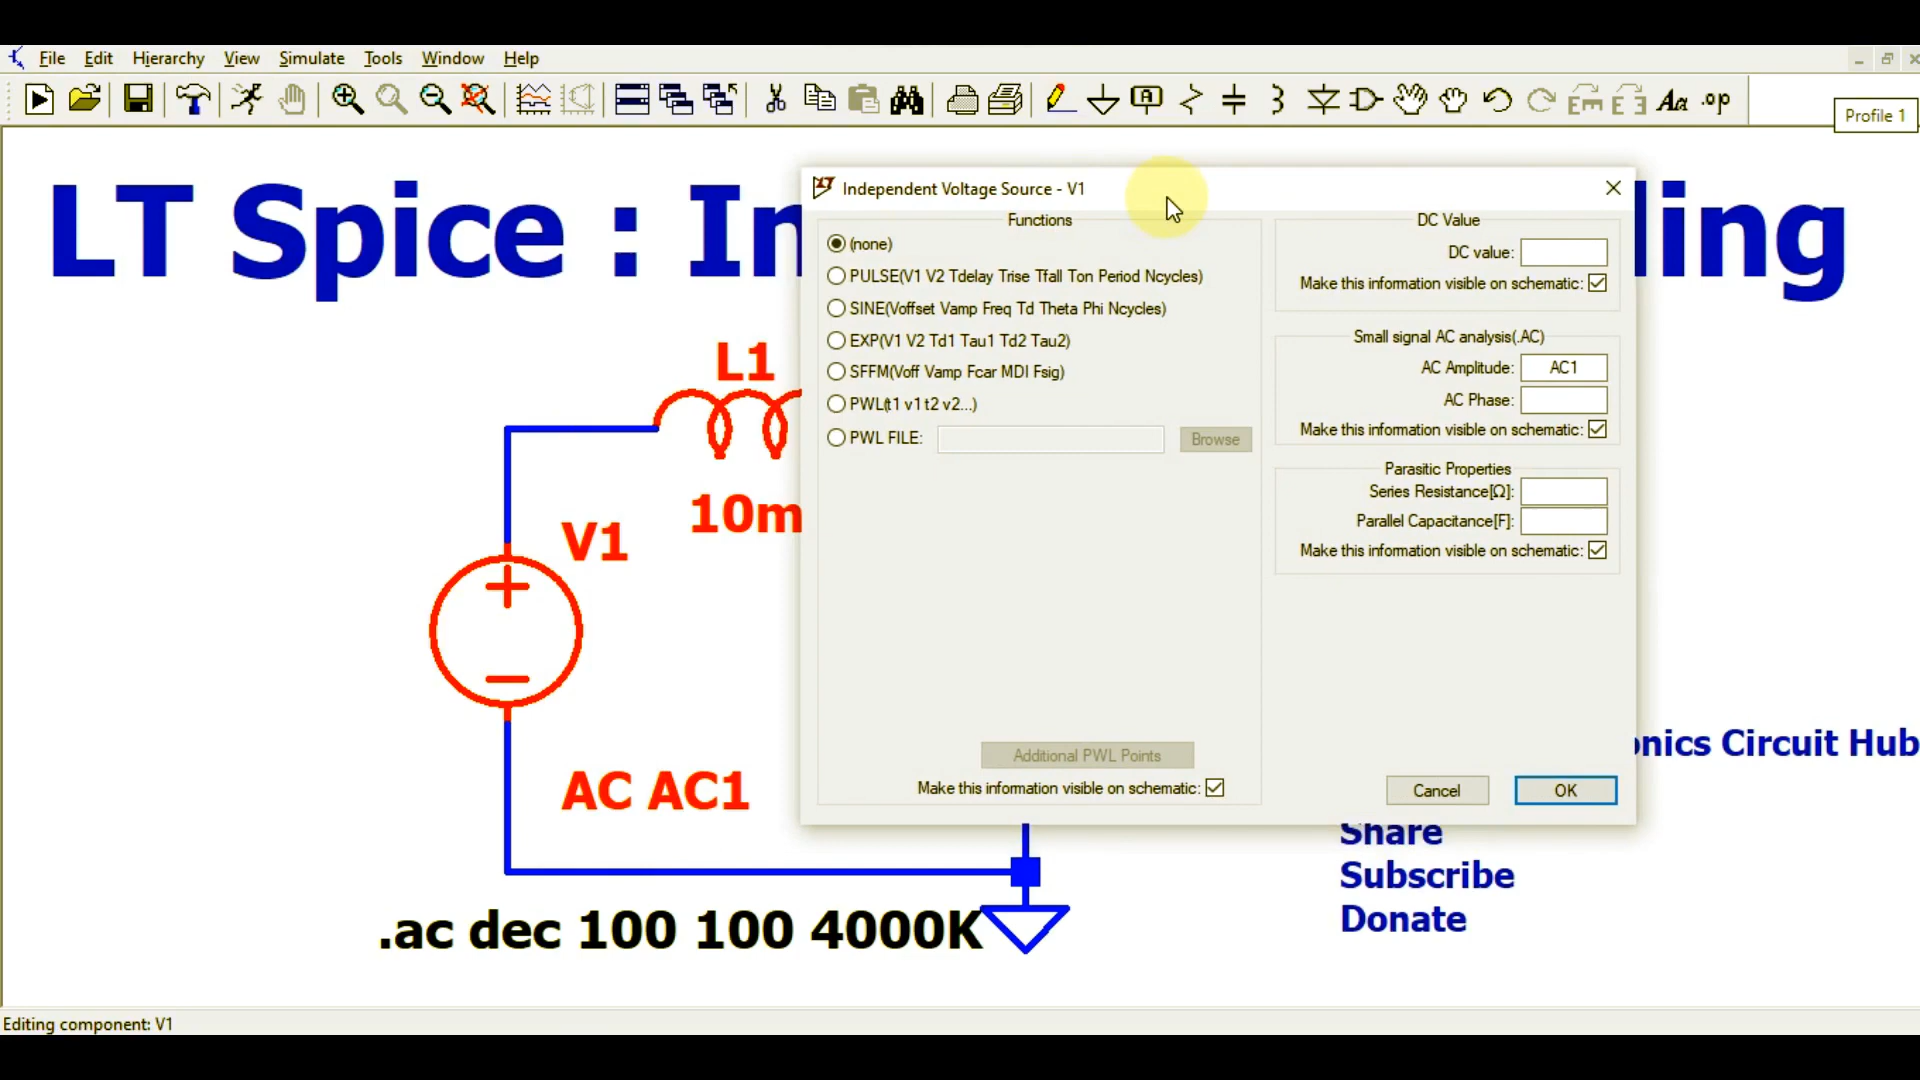 File Edit Hierarchy View Simulate Tools Window Help
Aa .op
Profile 1
LT Spice : In
ling
Independent Voltage Source - V1
Functions
(none)
PULSE(V1 V2 Tdelay Trise Tfall Ton Period Ncycles)
SINE(Voffset Vamp Freq Td Theta Phi Ncycles)
EXP(V1 V2 Td1 Tau1 Td2 Tau2)
SFFM(Voff Vamp Fcar MDI Fsig)
PWL(t1 v1 t2 v2...)
PWL FILE:
Browse
Additional PWL Points
Make this information visible on schematic:
DC Value
DC value:
Make this information visible on schematic:
Small signal AC analysis(.AC)
AC Amplitude: AC1
AC Phase:
Make this information visible on schematic:
Parasitic Properties
Series Resistance[Ω]:
Parallel Capacitance[F]:
Make this information visible on schematic:
Cancel OK
L1
10m
V1
AC AC1
.ac dec 100 100 4000K
onics Circuit Hub
Share
Subscribe
Donate
Editing component: V1